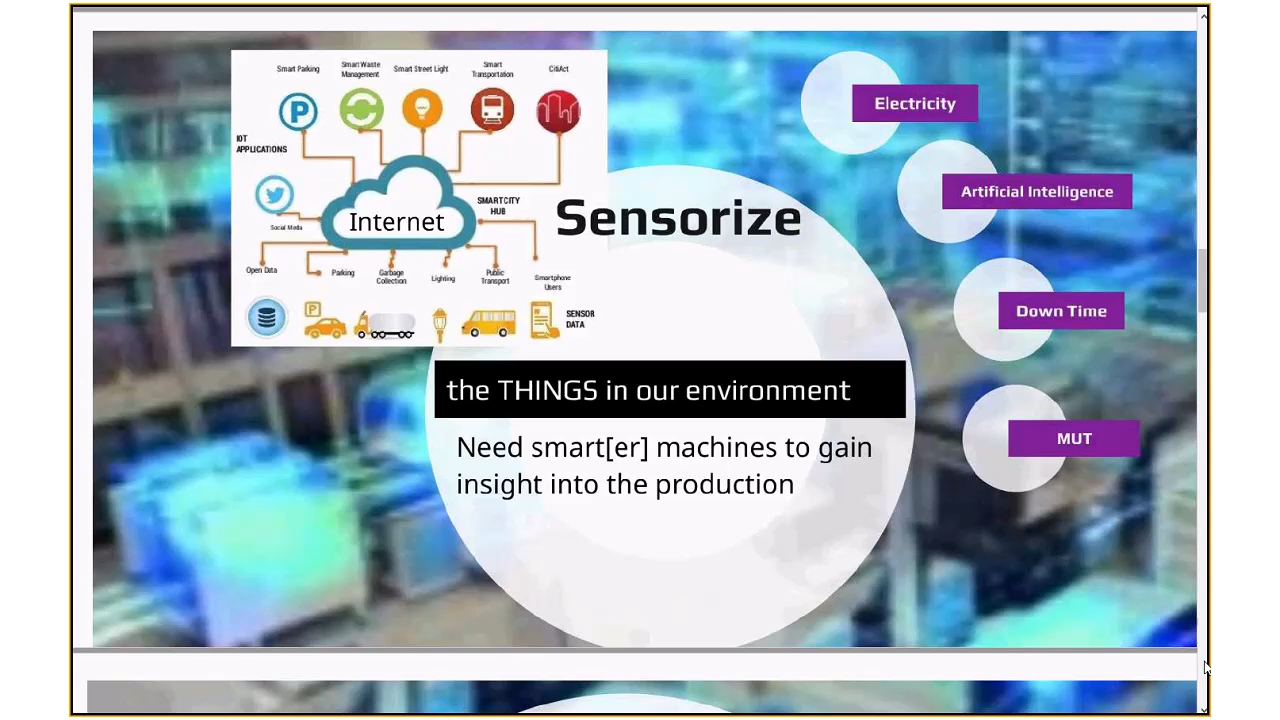 Smart Parking
Smart Waste
Management
Smart Street Light
Smart
Transportation
CitiAct
P
IOT
APPLICATIONS
Internet
SMARTCITY
HUB
Social Media
Open Data
Parking
Garbage
Collection
Lighting
Public
Transport
Smartphone
Users
P
SENSOR
DATA
Sensorize
the THINGS in our environment
Need smart[er] machines to gain
insight into the production
Electricity
Artificial Intelligence
Down Time
MUT